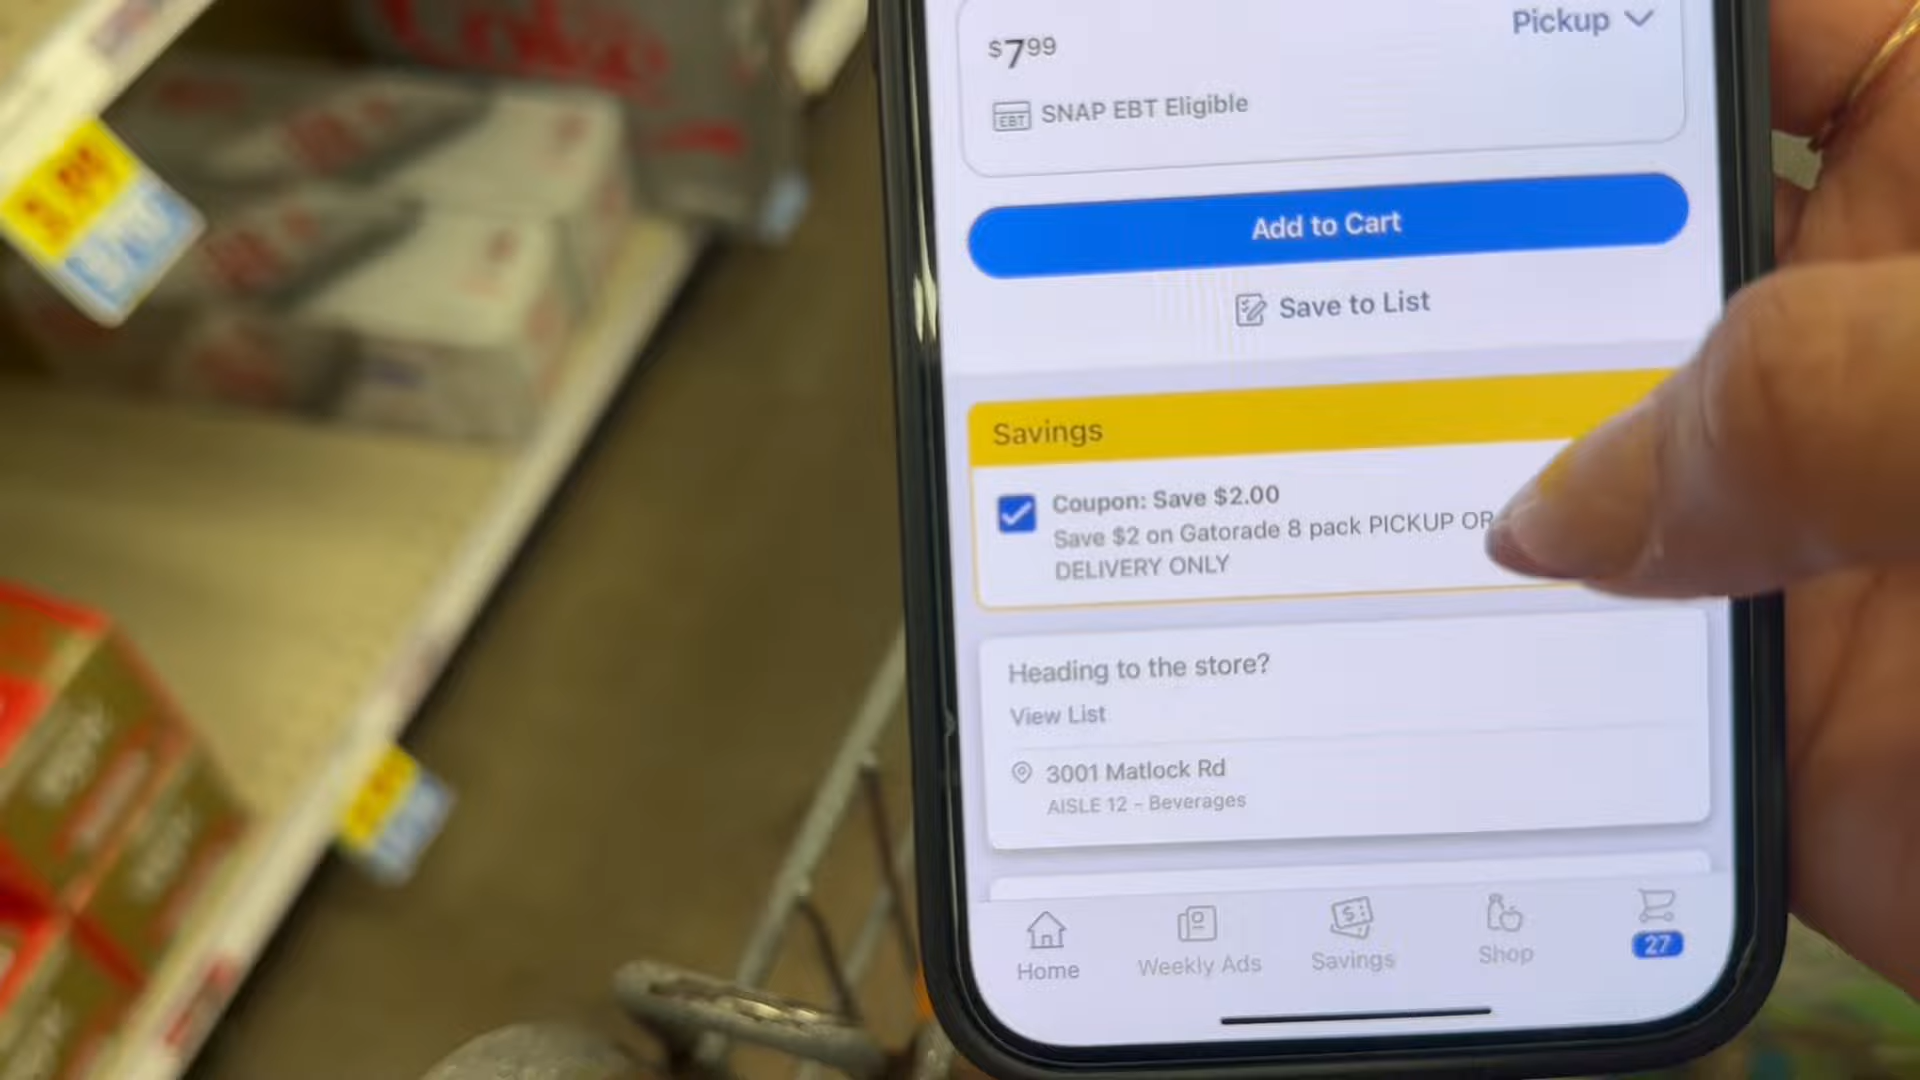 Coke
$7.99
Pickup
EBT
SNAP EBT Eligible
Add to Cart
Save to List
Savings
Coupon: Save $2.00
Save $2 on Gatorade 8 pack PICKUP OR
DELIVERY ONLY
Heading to the store?
View List
3001 Matlock Rd
AISLE 12 - Beverages
Home
Weekly Ads
Savings
Shop
27